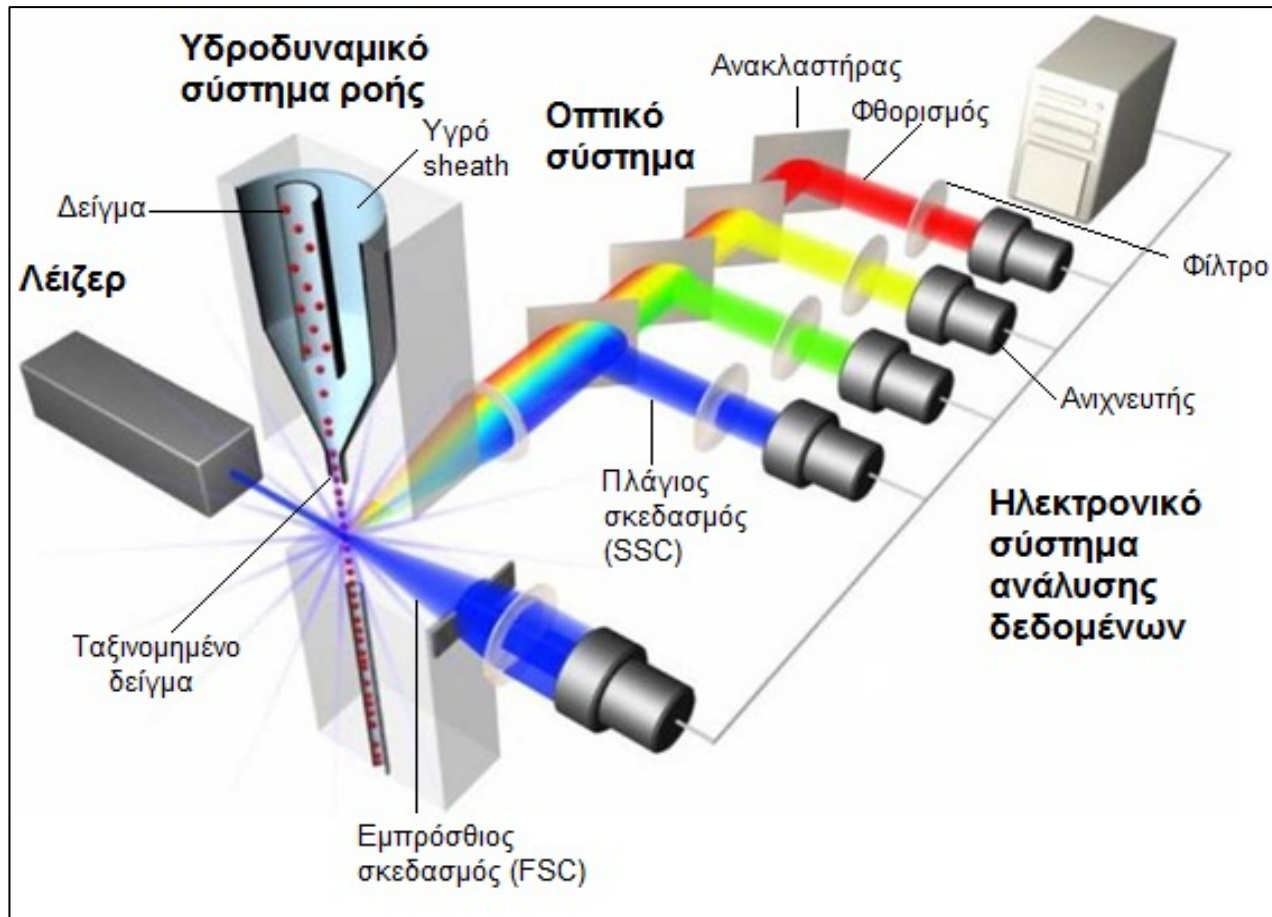 Υδροδυναμικό
σύστημα ροής
Υγρό
sheath
Δείγμα
Λέιζερ
Οπτικό
σύστημα
Ανακλαστήρας
Φθορισμός
Φίλτρο
Ανιχνευτής
Πλάγιος
σκεδασμός
(SSC)
Ηλεκτρονικό
σύστημα
ανάλυσης
δεδομένων
Ταξινομημένο
δείγμα
Εμπρόσθιος
σκεδασμός (FSC)